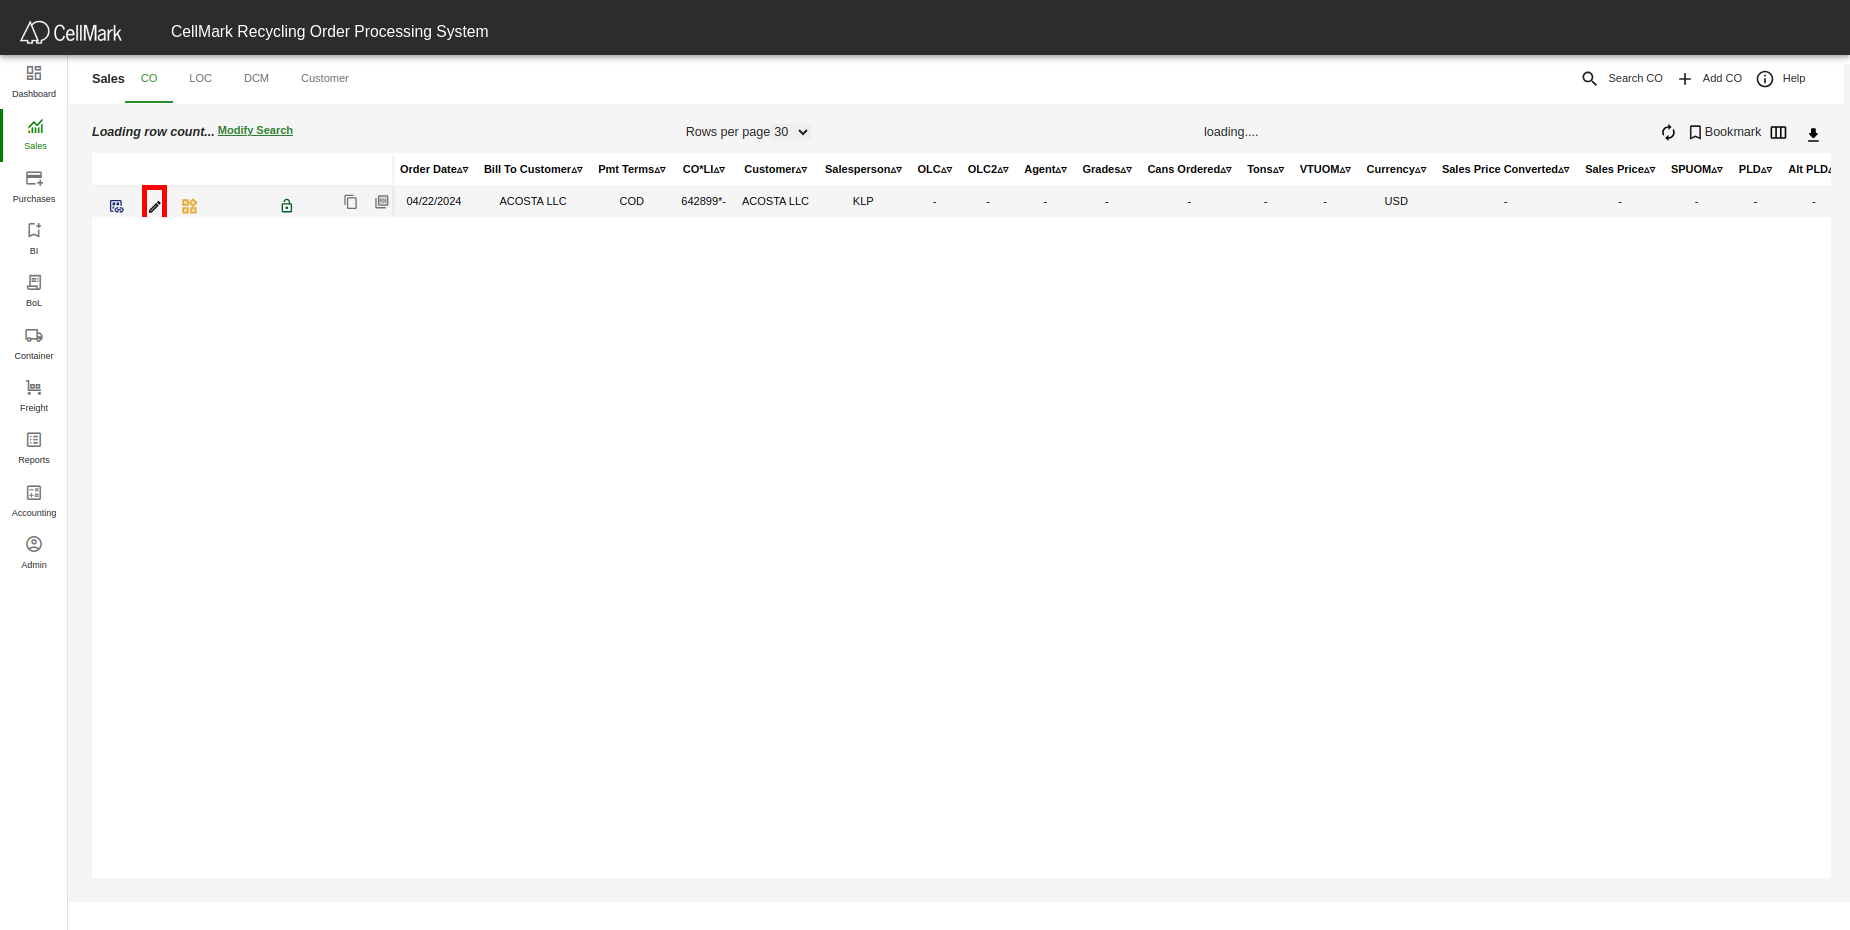 CellMark CellMark Recycling Order Processing System
Dashboard
Sales
Purchases
BI
BoL
Container
Freight
Reports
Accounting
Admin
Sales CO LOC DCM Customer Search CO Add CO Help
Loading row count... Modify Search Rows per page 30 loading.... Bookmark
Order Date Bill To Customer Pmt Terms CO*LI Customer Salesperson OLC OLC2 Agent Grades Cans Ordered Tons VTUOM Currency Sales Price Converted Sales Price SPUOM PLD Alt PLD
04/22/2024 ACOSTA LLC COD 642899*- ACOSTA LLC KLP - - - - - - - USD - - - - -